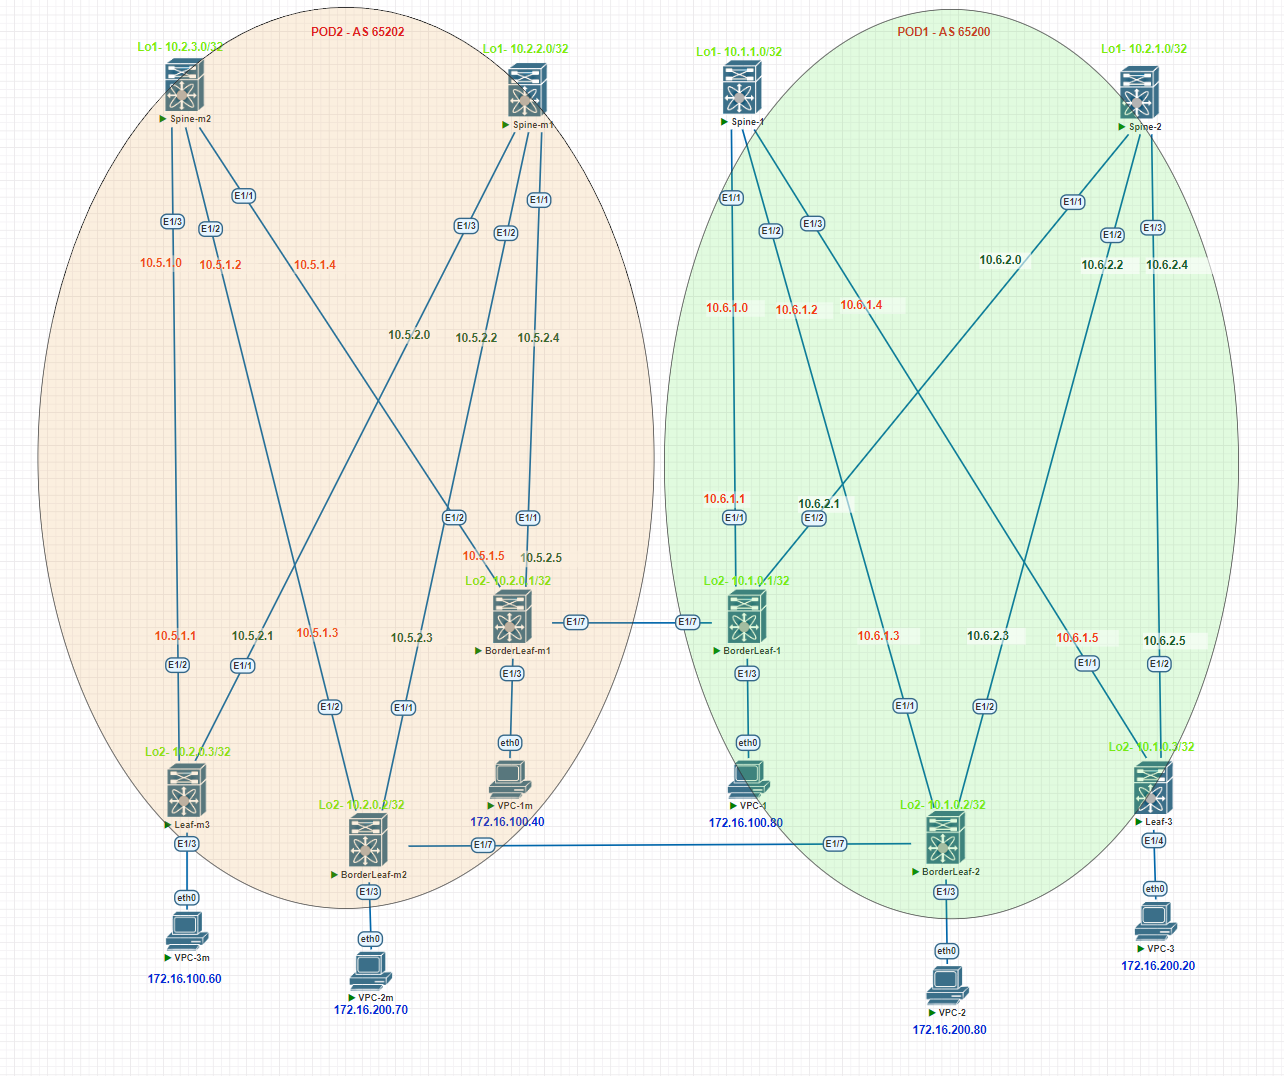 POD2 - AS 65202
POD1 - AS 65200
Lo1- 10.2.3.0/32
Lo1- 10.2.2.0/32
Lo1- 10.1.1.0/32
Lo1- 10.2.1.0/32
Spine-m2
Spine-m1
Spine-1
Spine-2
E1/1
E1/3
E1/2
E1/3
E1/2
E1/1
E1/1
E1/2
E1/3
E1/1
E1/2
E1/3
10.5.1.0
10.5.1.2
10.5.1.4
10.6.2.0
10.6.2.2
10.6.2.4
10.6.1.0
10.6.1.2
10.6.1.4
10.5.2.0
10.5.2.2
10.5.2.4
10.6.1.1
10.6.2.1
E1/2
E1/1
E1/1
E1/2
10.5.1.5
10.5.2.5
Lo2- 10.2.0.1/32
Lo2- 10.1.0.1/32
E1/7
E1/7
10.5.1.1
10.5.2.1
10.5.1.3
10.5.2.3
10.6.1.3
10.6.2.3
10.6.1.5
10.6.2.5
BorderLeaf-m1
BorderLeaf-1
E1/2
E1/1
E1/3
E1/3
E1/1
E1/2
E1/2
E1/1
E1/1
E1/2
eth0
eth0
Lo2- 10.2.0.3/32
Lo2- 10.1.0.3/32
VPC-1m
VPC-1
Lo2- 10.2.0.2/32
Lo2- 10.1.0.2/32
172.16.100.40
172.16.100.80
Leaf-m3
Leaf-3
E1/3
E1/7
E1/7
E1/4
BorderLeaf-m2
BorderLeaf-2
E1/3
E1/3
eth0
eth0
eth0
eth0
VPC-3m
VPC-3
172.16.100.60
172.16.200.20
VPC-2m
VPC-2
172.16.200.70
172.16.200.80